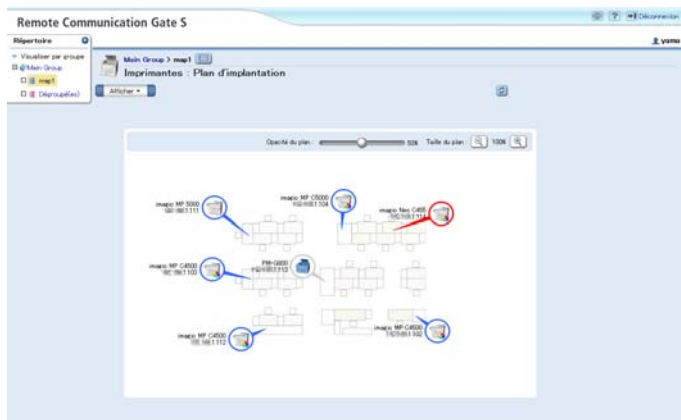 Remote Communication Gate S
Déconnexion
Répertoire
yamu
Visualiser par groupe
Main Group
map1
Dégroupé(es)
Main Group > map1
Imprimantes : Plan d'implantation
Afficher
Opacité du plan : 50% Taille du plan : 100%
imagio MP 5000
imagio MP C5000
imagio Neo C455
imagio MP C4500
imagio MP C4500
imagio MP C4500